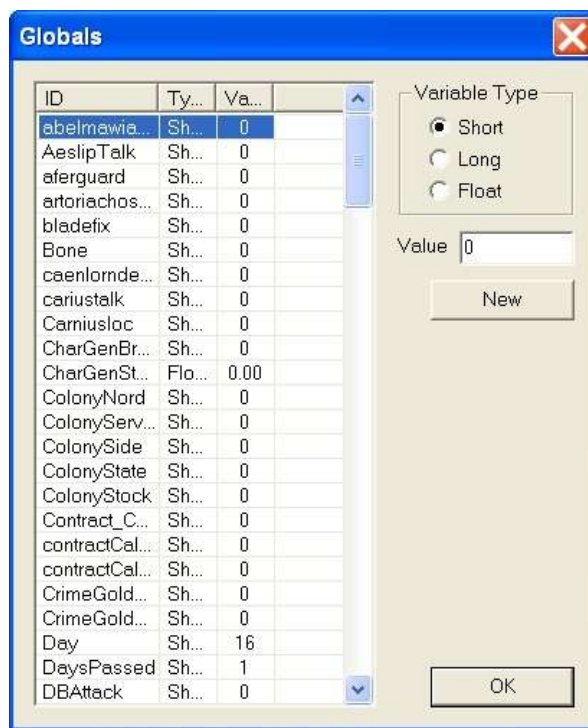 Globals
ID Ty... Va...
abelmawia... Sh... 0
AeslipTalk Sh... 0
aferguard Sh... 0
artoriachos... Sh... 0
bladefix Sh... 0
Bone Sh... 0
caenlornde... Sh... 0
cariustalk Sh... 0
Carniusloc Sh... 0
CharGenBr... Sh... 0
CharGenSt... Flo... 0.00
ColonyNord Sh... 0
ColonyServ... Sh... 0
ColonySide Sh... 0
ColonyState Sh... 0
ColonyStock Sh... 0
Contract_C... Sh... 0
contractCal... Sh... 0
contractCal... Sh... 0
CrimeGold... Sh... 0
CrimeGold... Sh... 0
Day Sh... 16
DaysPassed Sh... 1
DBAttack Sh... 0
Variable Type
Short
Long
Float
Value 0
New
OK